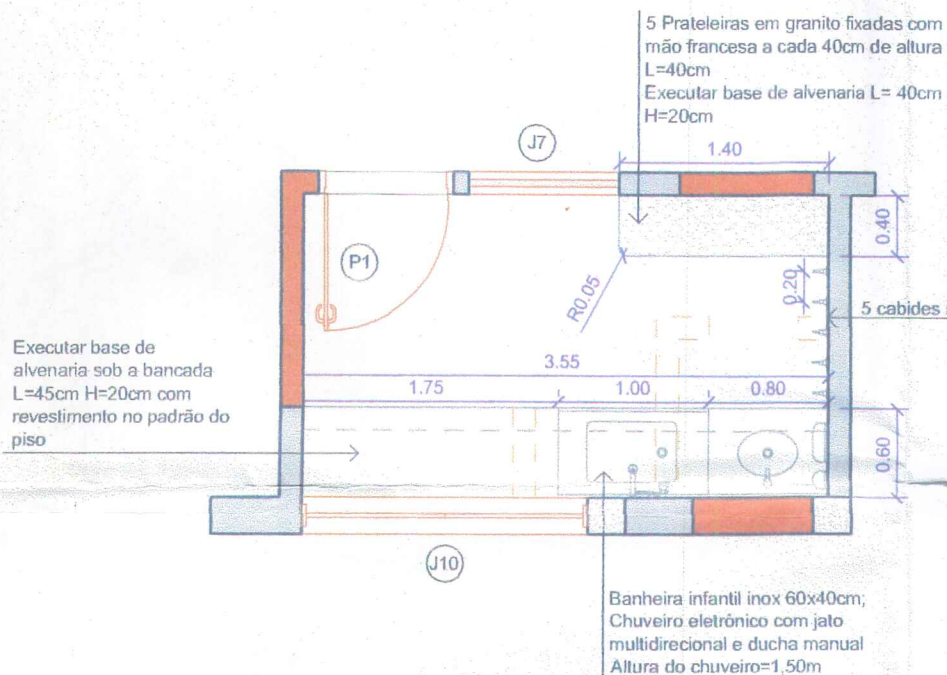 5 Prateleiras em granito fixadas com
mão francesa a cada 40cm de altura
L=40cm
Executar base de alvenaria L= 40cm
H=20cm
J7
1.40
0.40
P1
R0.05
0.20
5 cabides
Executar base de
alvenaria sob a bancada
L=45cm H=20cm com
revestimento no padrão do
piso
3.55
1.75
1.00
0.80
0.60
J10
Banheira infantil inox 60x40cm;
Chuveiro eletrônico com jato
multidirecional e ducha manual
Altura do chuveiro=1,50m